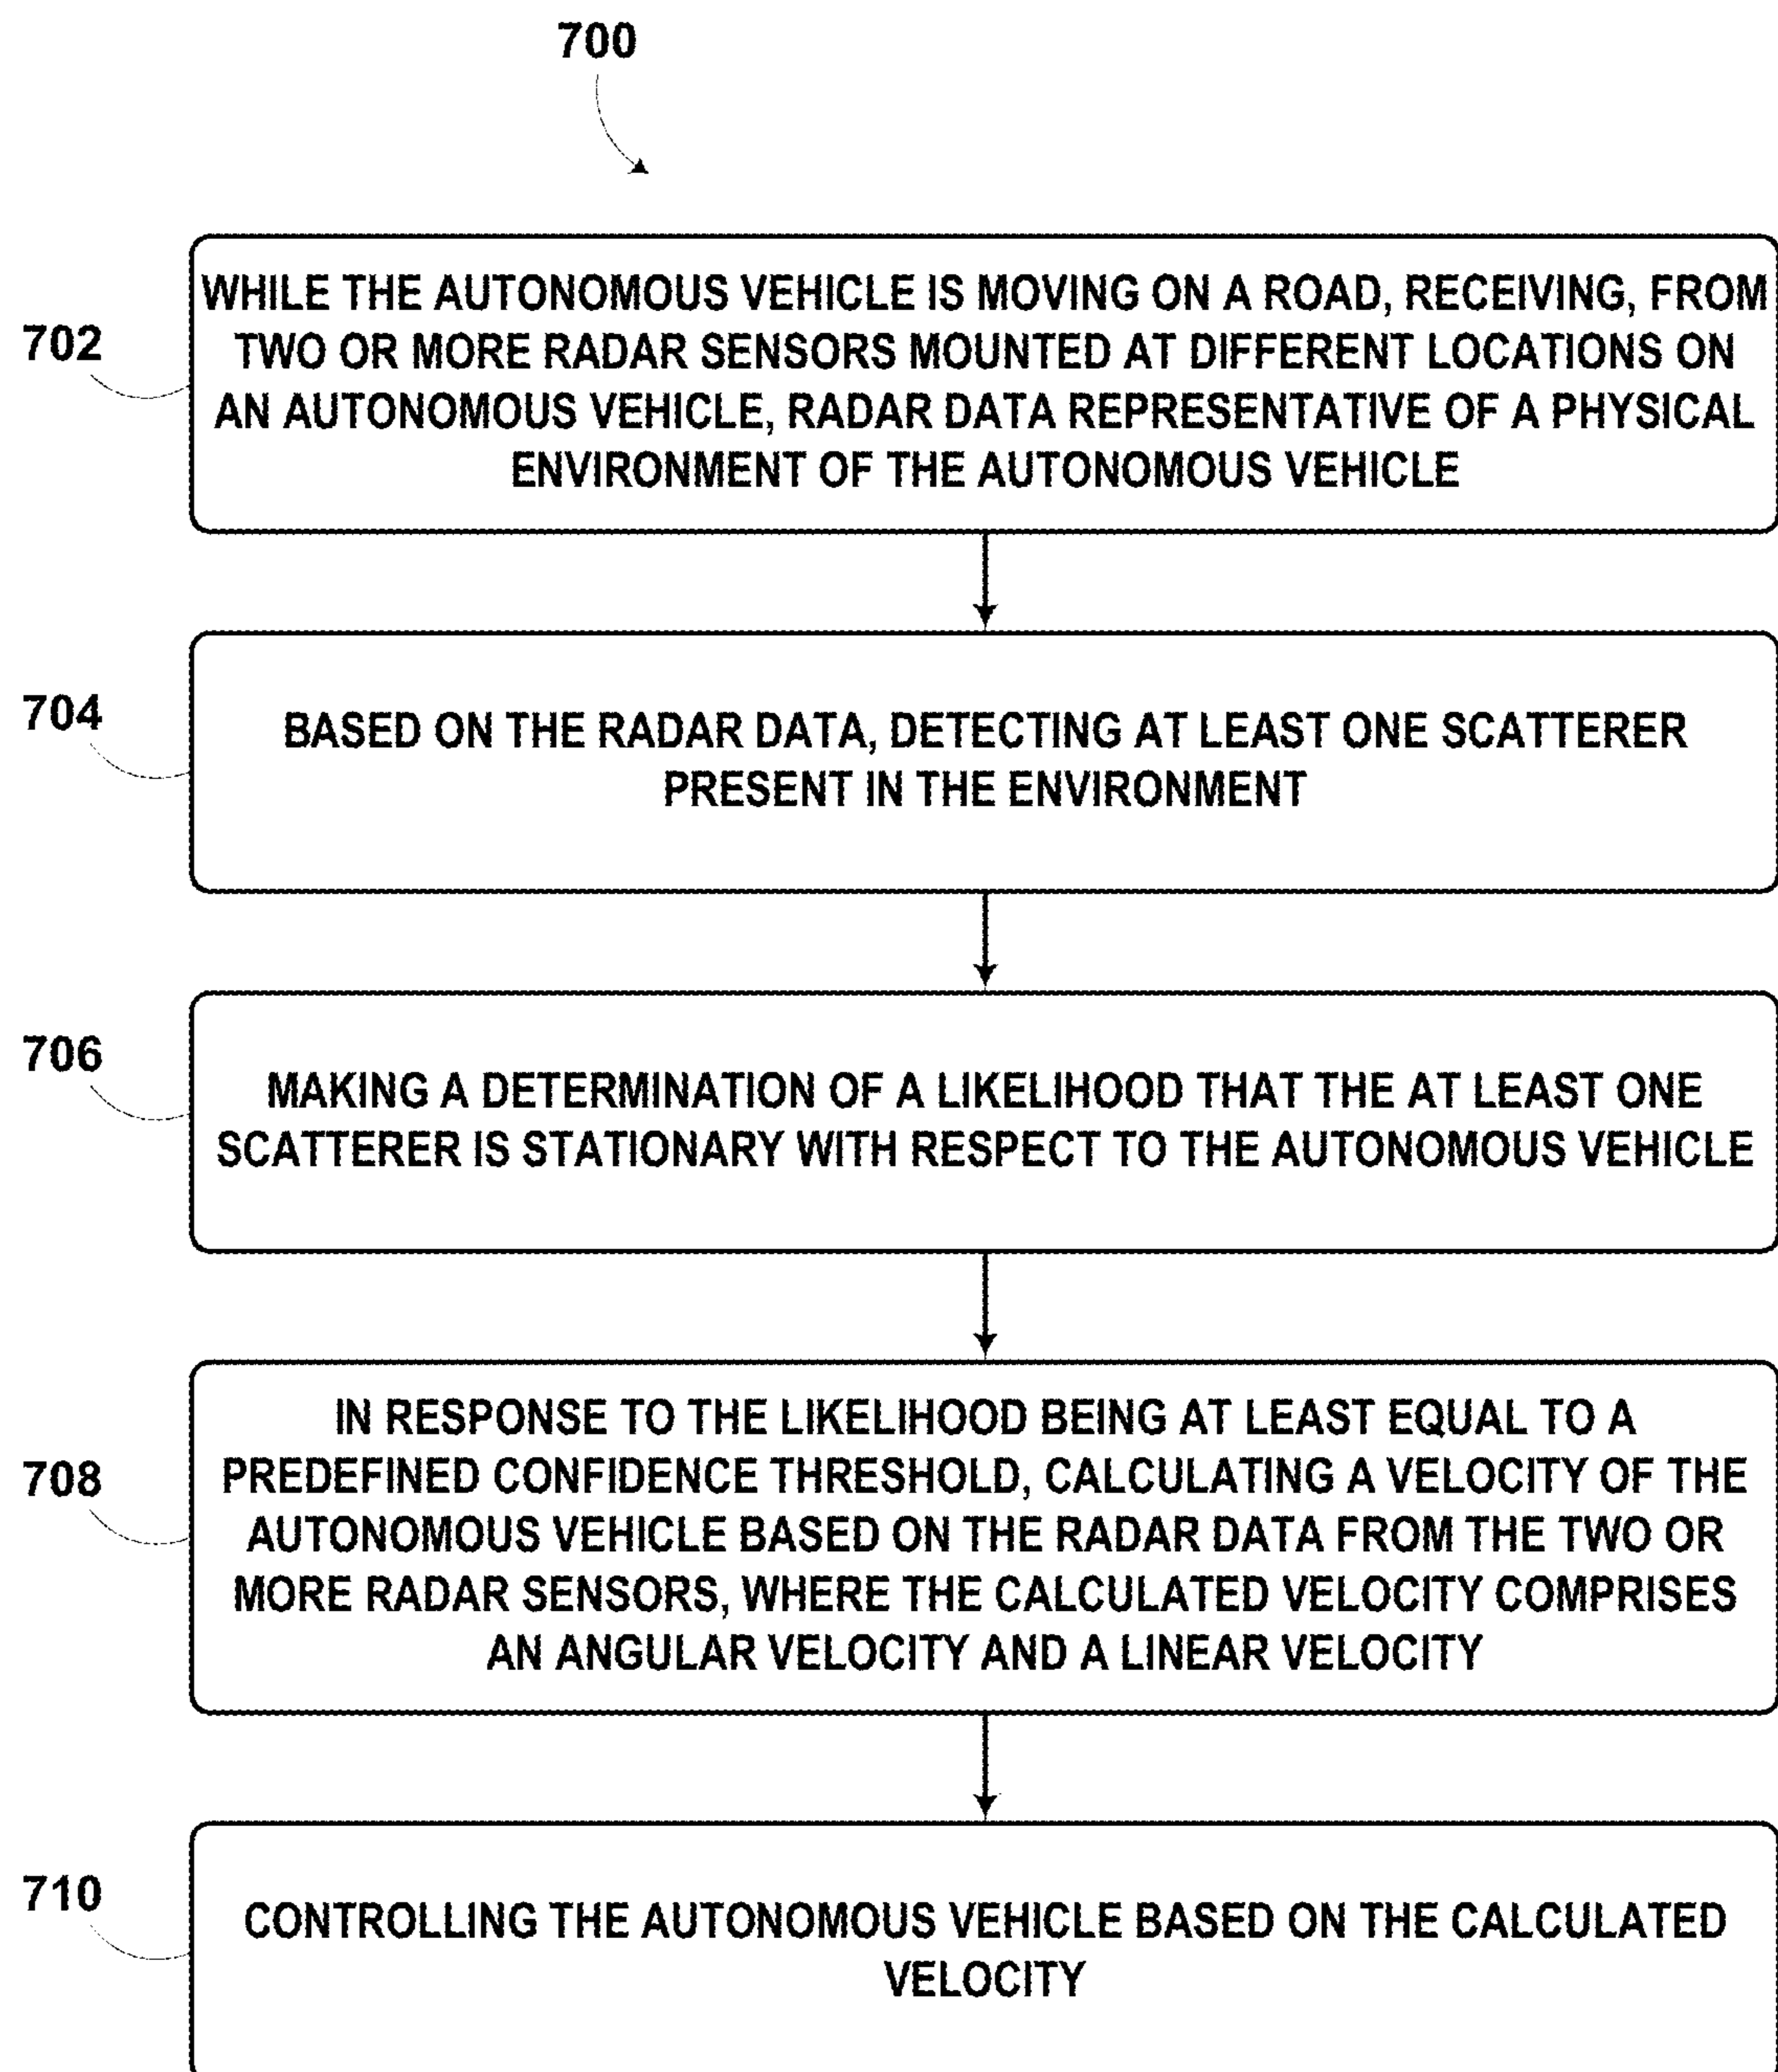 700
702
WHILE THE AUTONOMOUS VEHICLE IS MOVING ON A ROAD, RECEIVING, FROM
TWO OR MORE RADAR SENSORS MOUNTED AT DIFFERENT LOCATIONS ON
AN AUTONOMOUS VEHICLE, RADAR DATA REPRESENTATIVE OF A PHYSICAL
ENVIRONMENT OF THE AUTONOMOUS VEHICLE
704
BASED ON THE RADAR DATA, DETECTING AT LEAST ONE SCATTERER
PRESENT IN THE ENVIRONMENT
706
MAKING A DETERMINATION OF A LIKELIHOOD THAT THE AT LEAST ONE
SCATTERER IS STATIONARY WITH RESPECT TO THE AUTONOMOUS VEHICLE
708
IN RESPONSE TO THE LIKELIHOOD BEING AT LEAST EQUAL TO A
PREDEFINED CONFIDENCE THRESHOLD, CALCULATING A VELOCITY OF THE
AUTONOMOUS VEHICLE BASED ON THE RADAR DATA FROM THE TWO OR
MORE RADAR SENSORS, WHERE THE CALCULATED VELOCITY COMPRISES
AN ANGULAR VELOCITY AND A LINEAR VELOCITY
710
CONTROLLING THE AUTONOMOUS VEHICLE BASED ON THE CALCULATED
VELOCITY